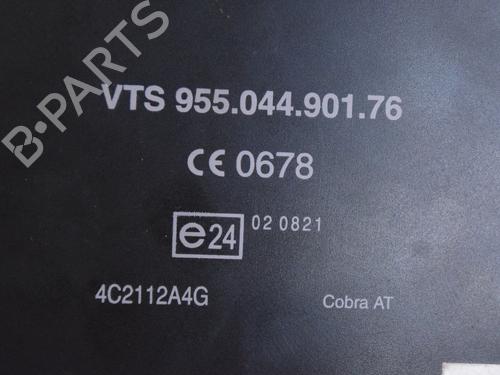 B-PARTS
VTS 955.044.901.76
CE 0678
e24 02 0821
4C2112A4G Cobra AT